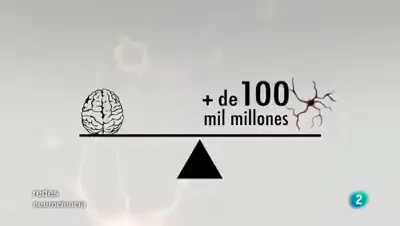 + de 100
mil millones
redes
neurociencia
2